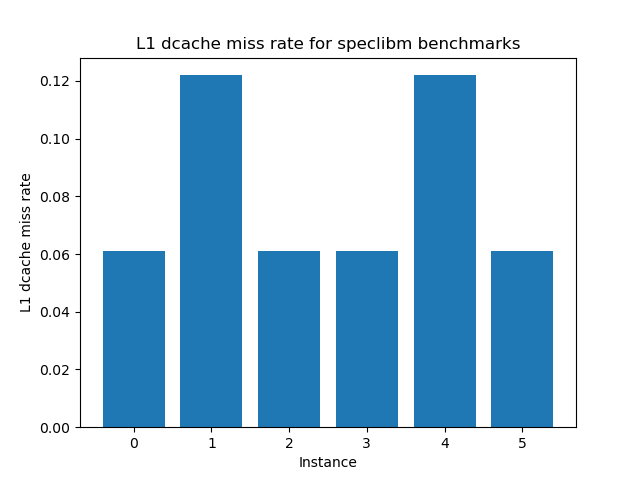 L1 dcache miss rate for speclibm benchmarks
0.12
0.10
0.08
0.06
0.04
0.02
0.00
L1 dcache miss rate
0 1 2 3 4 5
Instance